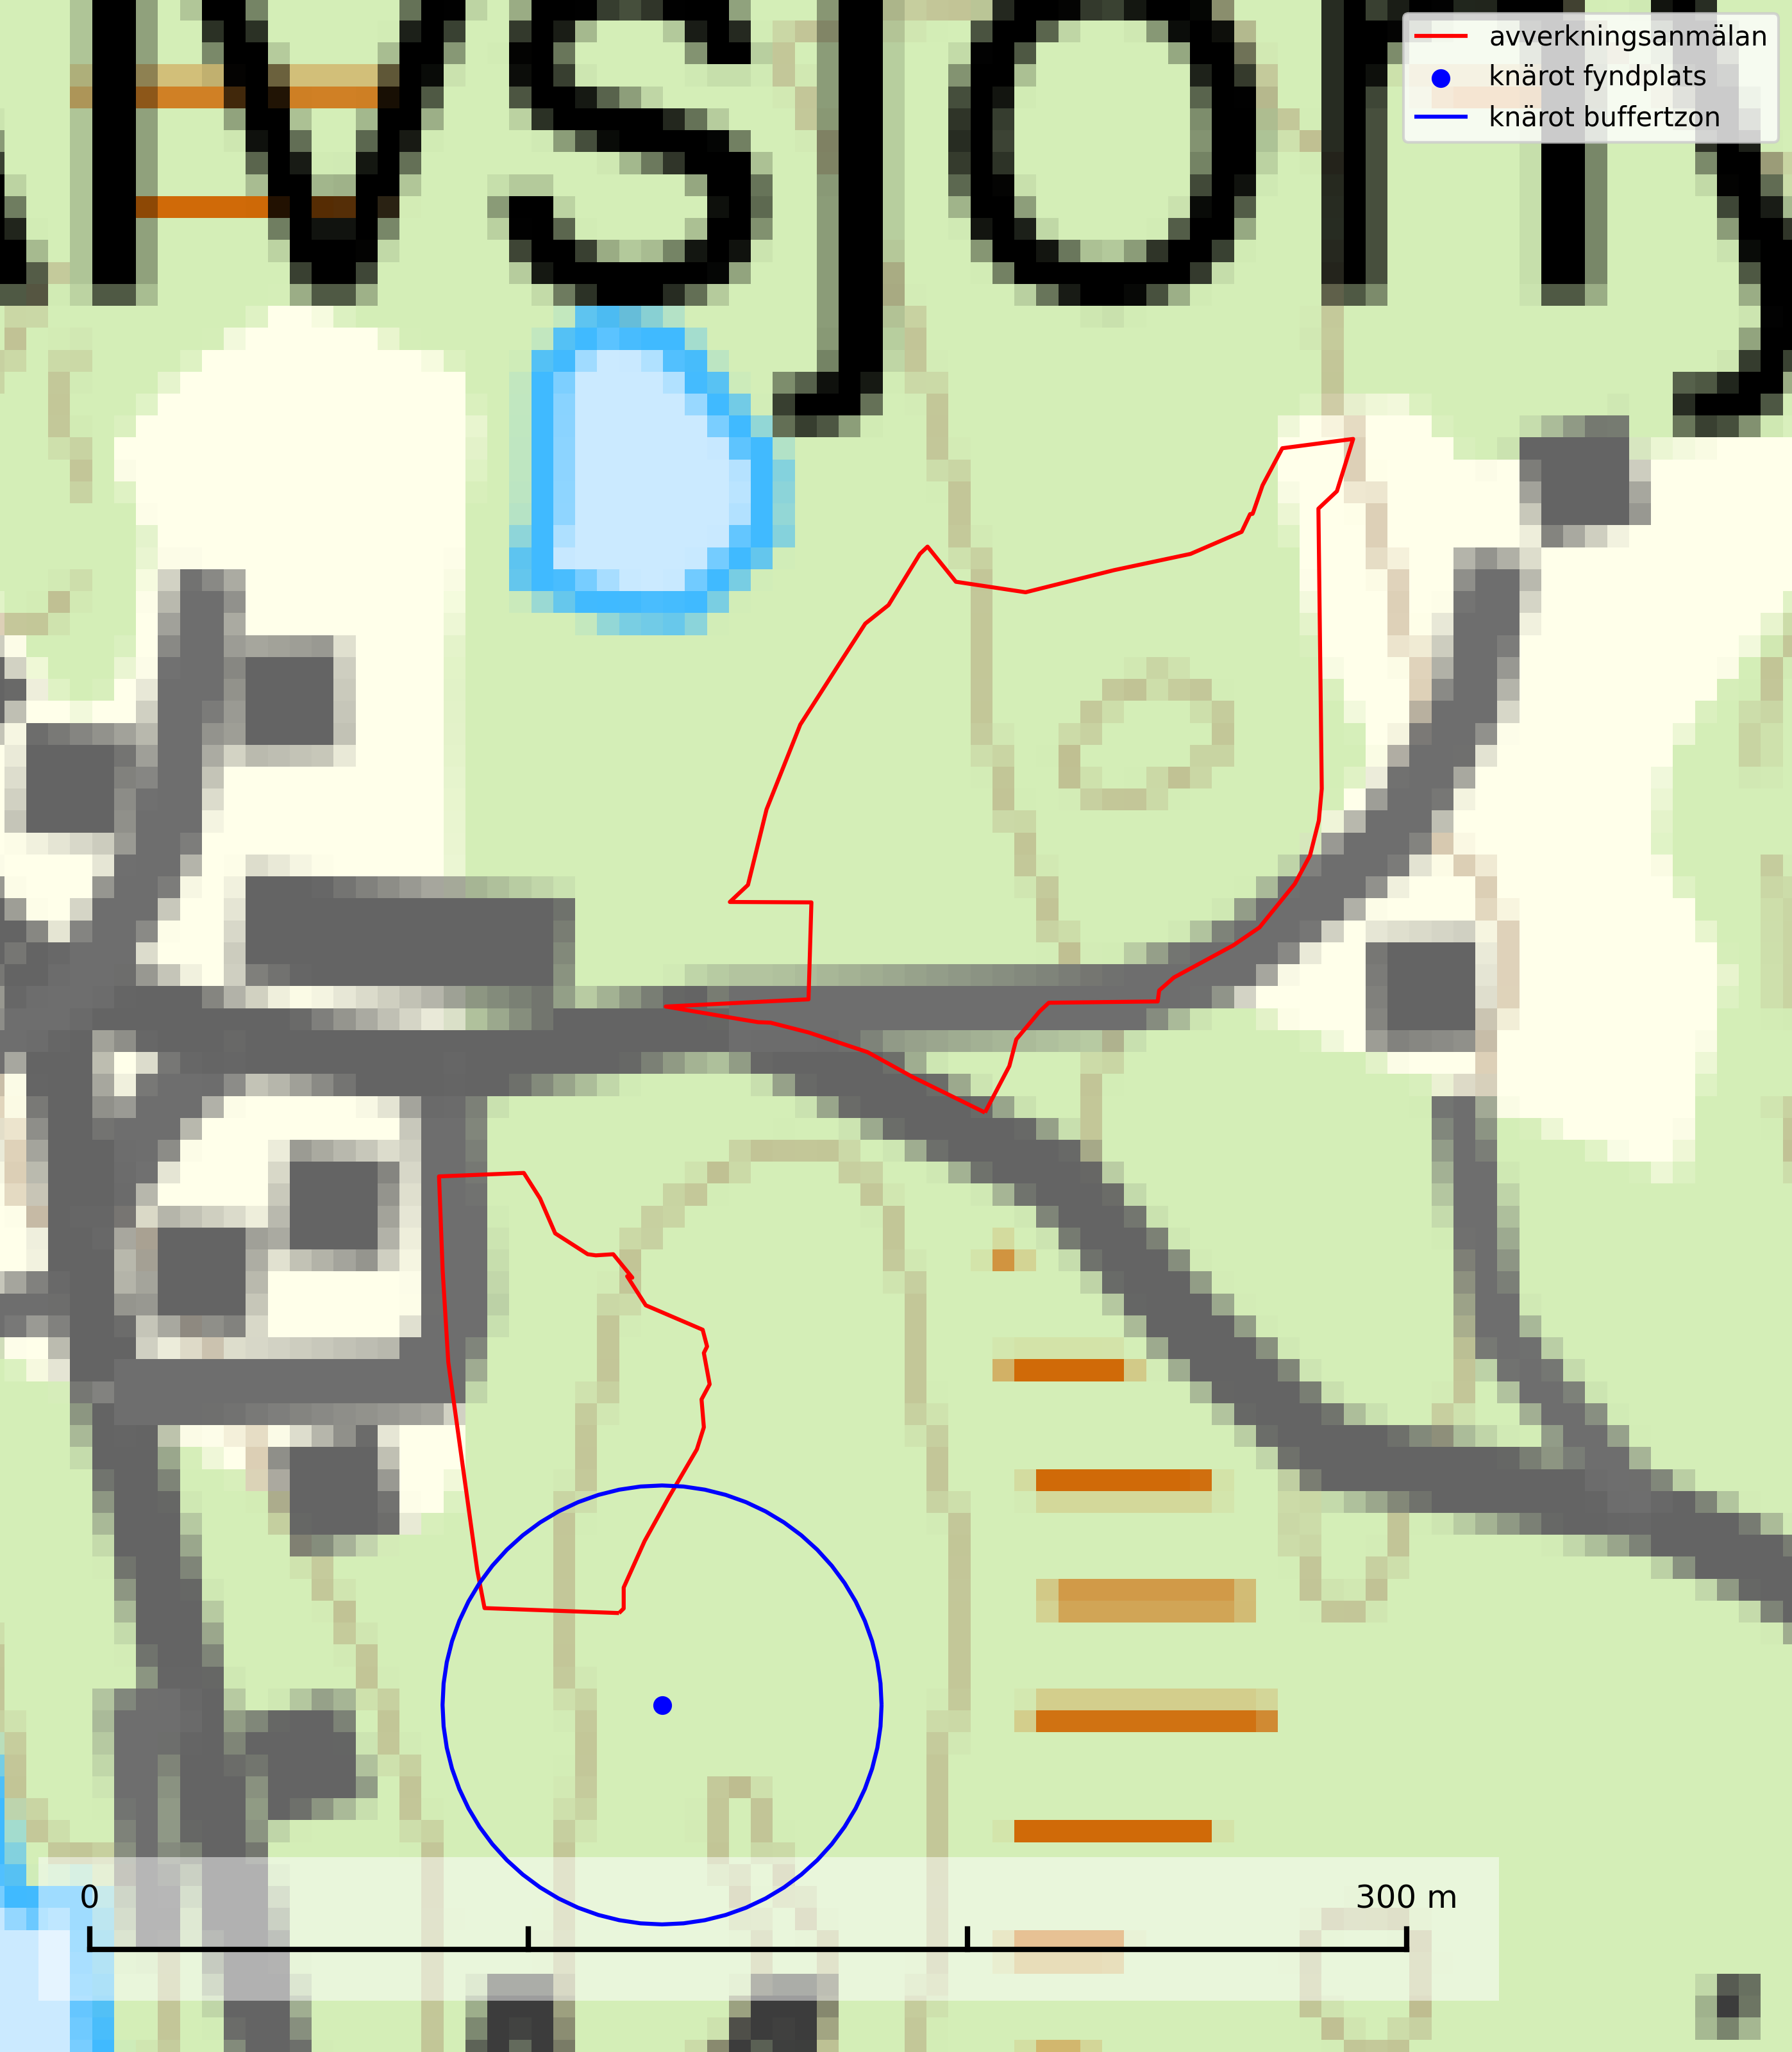 avverkningsanmälan
knärot fyndplats
knärot buffertzon
0
300 m